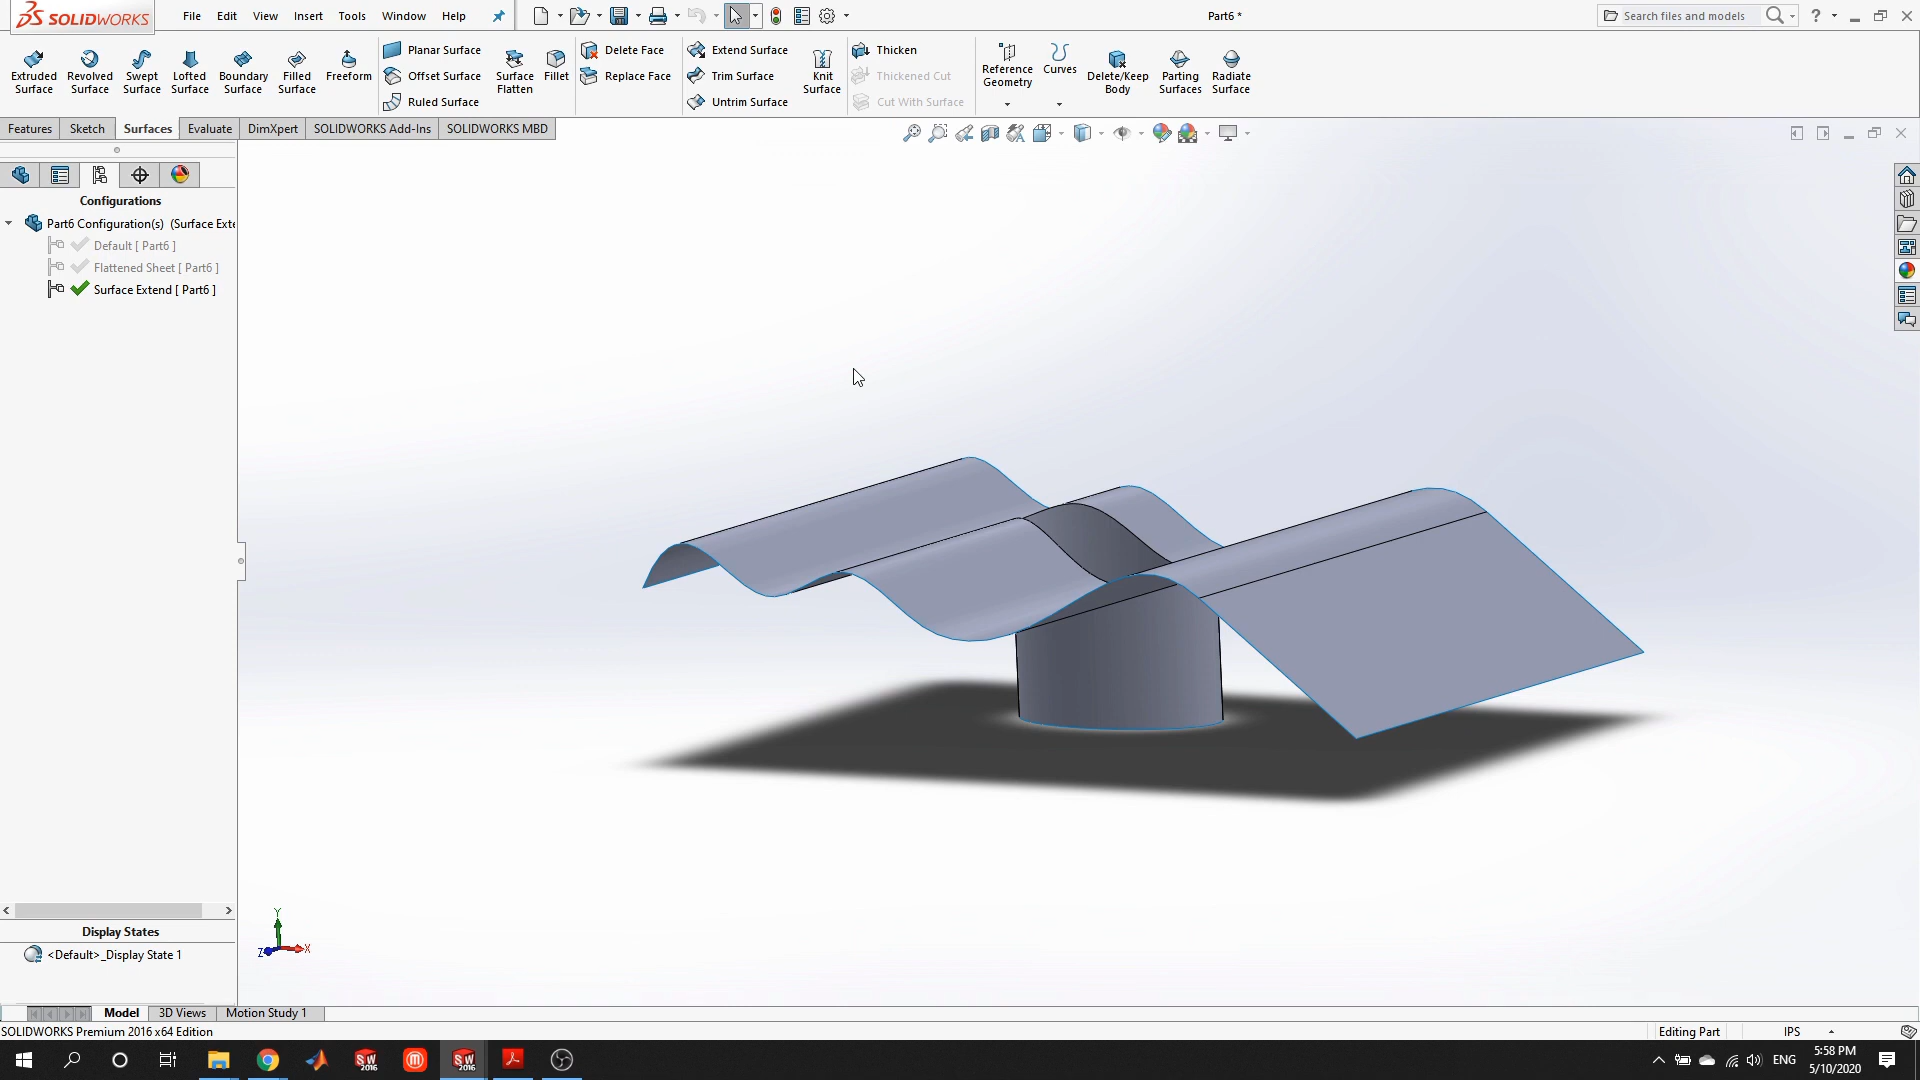 SOLIDWORKS File Edit View Insert Tools Window Help Part6 * Search files and models ?
Extruded Surface Revolved Surface Swept Surface Lofted Surface Boundary Surface Filled Surface Freeform
Planar Surface
Offset Surface
Ruled Surface
Surface Flatten Fillet
Delete Face
Replace Face
Extend Surface
Trim Surface
Untrim Surface
Knit Surface
Thicken
Thickened Cut
Cut With Surface
Reference Geometry Curves Delete/Keep Body Parting Surfaces Radiate Surface
Features Sketch Surfaces Evaluate DimXpert SOLIDWORKS Add-Ins SOLIDWORKS MBD
Configurations
Part6 Configuration(s) (Surface Exte
Default [ Part6 ]
Flattened Sheet [ Part6 ]
Surface Extend [ Part6 ]
Y
Z X
Display States
<Default>_Display State 1
Model 3D Views Motion Study 1
SOLIDWORKS Premium 2016 x64 Edition Editing Part IPS
SW 2016 SW 2016 ENG 5:58 PM
5/10/2020